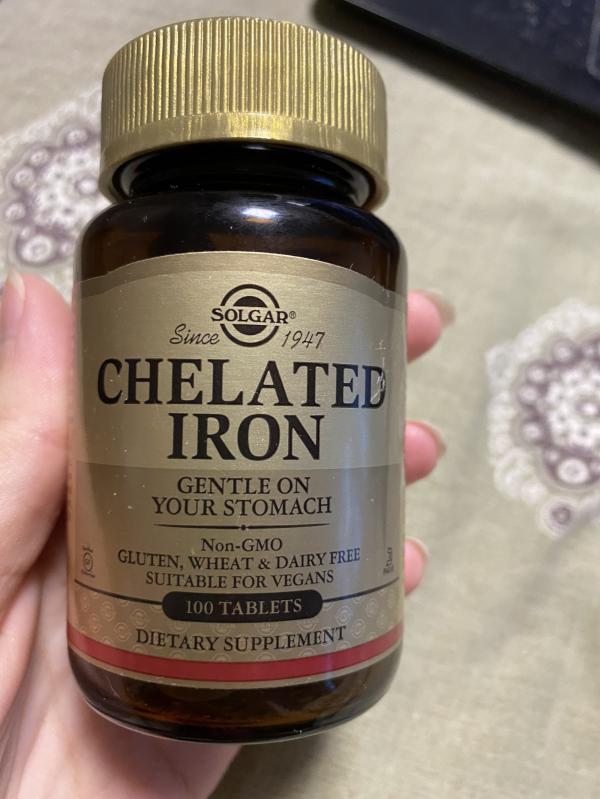 SOLGAR®
Since 1947
CHELATED
IRON
GENTLE ON
YOUR STOMACH
Non-GMO
GLUTEN, WHEAT & DAIRY FREE
SUITABLE FOR VEGANS
100 TABLETS
DIETARY SUPPLEMENT